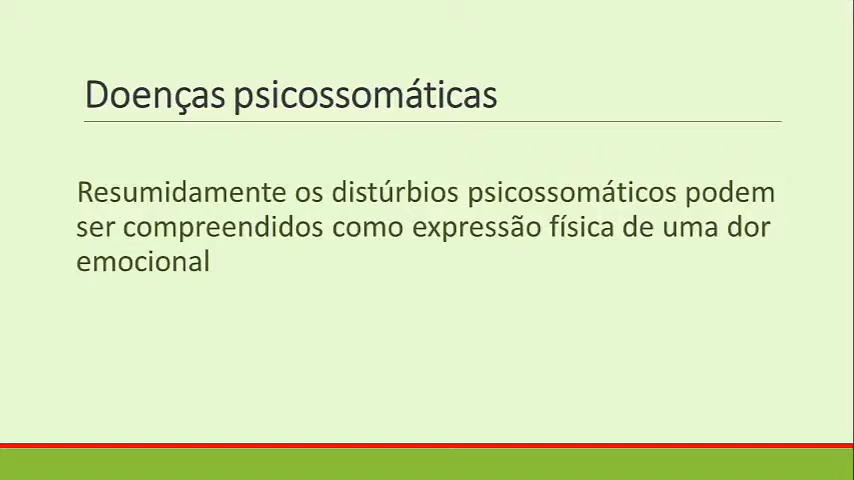 Doenças psicossomáticas
Resumidamente os distúrbios psicossomáticos podem
ser compreendidos como expressão física de uma dor
emocional